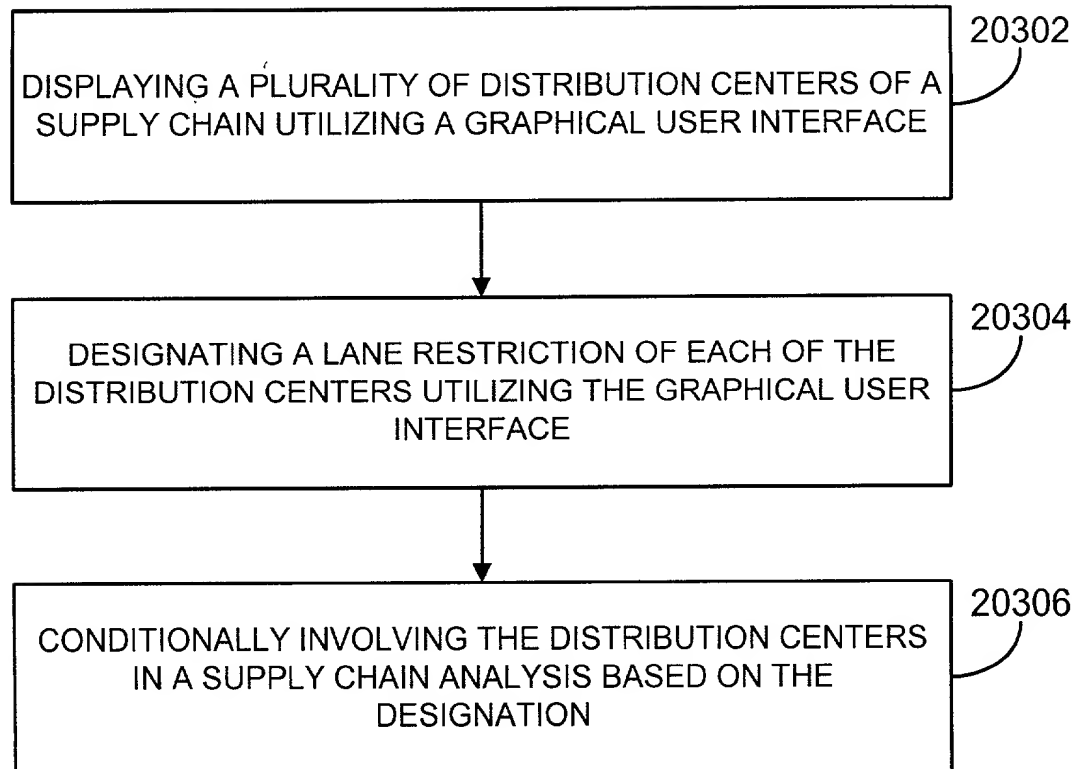 20302
DISPLAYING A PLURALITY OF DISTRIBUTION CENTERS OF A
SUPPLY CHAIN UTILIZING A GRAPHICAL USER INTERFACE
20304
DESIGNATING A LANE RESTRICTION OF EACH OF THE
DISTRIBUTION CENTERS UTILIZING THE GRAPHICAL USER
INTERFACE
20306
CONDITIONALLY INVOLVING THE DISTRIBUTION CENTERS
IN A SUPPLY CHAIN ANALYSIS BASED ON THE
DESIGNATION